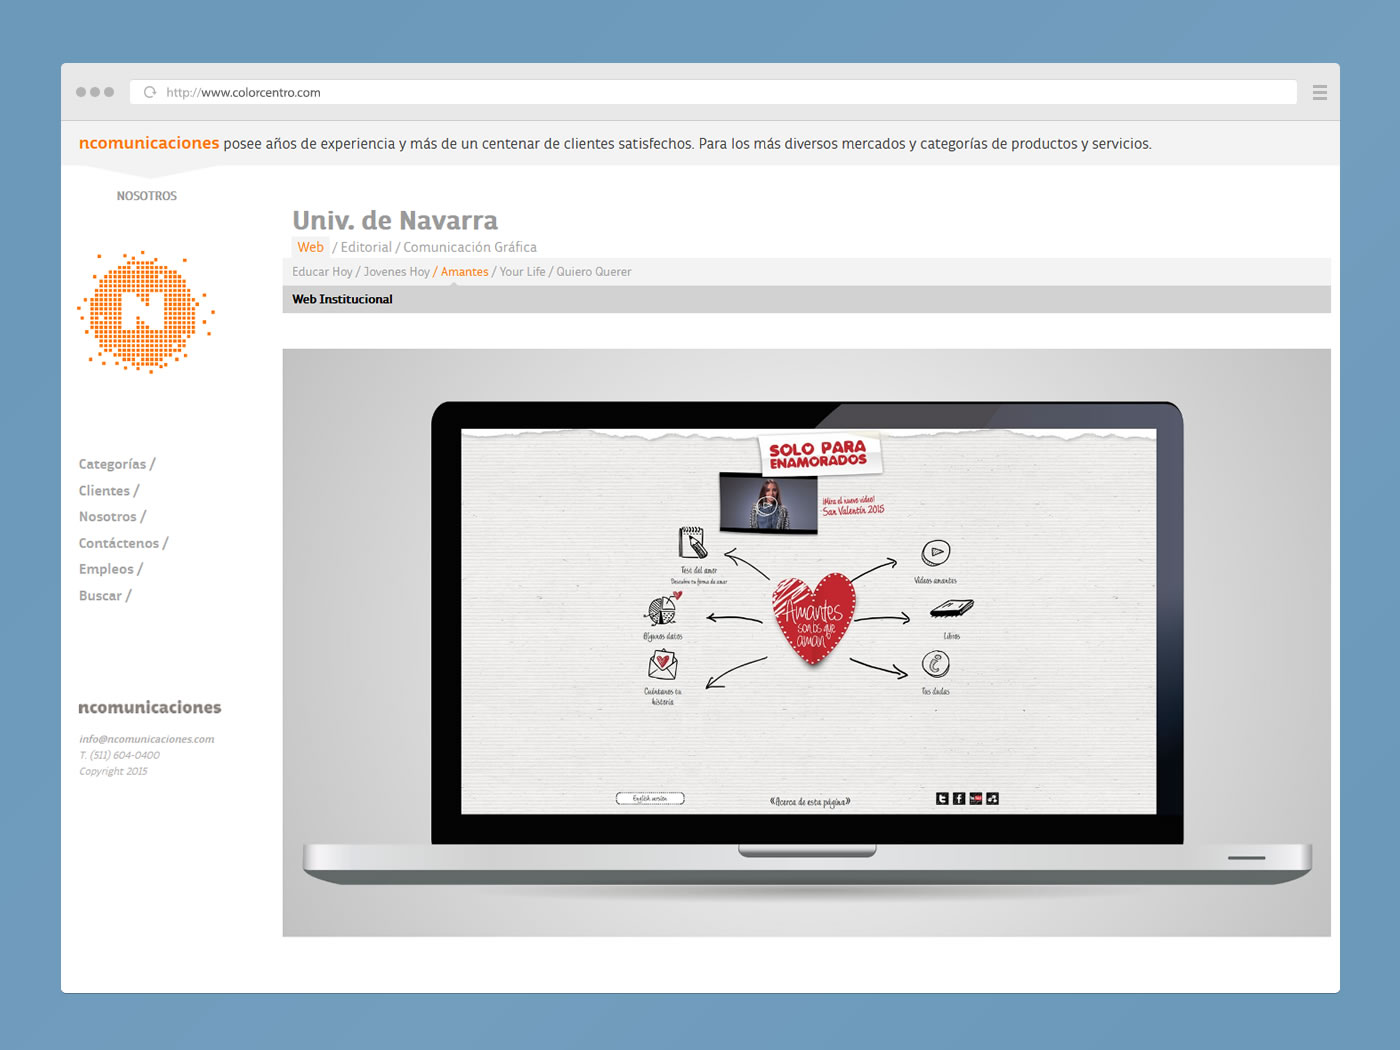 http://www.colorcentro.com
ncomunicaciones posee años de experiencia y más de un centenar de clientes satisfechos. Para los más diversos mercados y categorías de productos y servicios.
NOSOTROS
Univ. de Navarra
Web / Editorial / Comunicación Gráfica
Educar Hoy / Jovenes Hoy / Amantes / Your Life / Quiero Querer
Web Institucional
N
Categorías /
Clientes /
Nosotros /
Contáctenos /
Empleos /
Buscar /
ncomunicaciones
info@ncomunicaciones.com
T. (511) 604-0400
Copyright 2015
SOLO PARA
ENAMORADOS
¡Mira el nuevo video!
San Valentín 2015
Test del amor
Descubre tu forma de amar
Algunos datos
Cuéntanos tu
historia
Amantes
son los que
aman
Videos amantes
Libros
Tus dudas
English version
«Acerca de esta página»